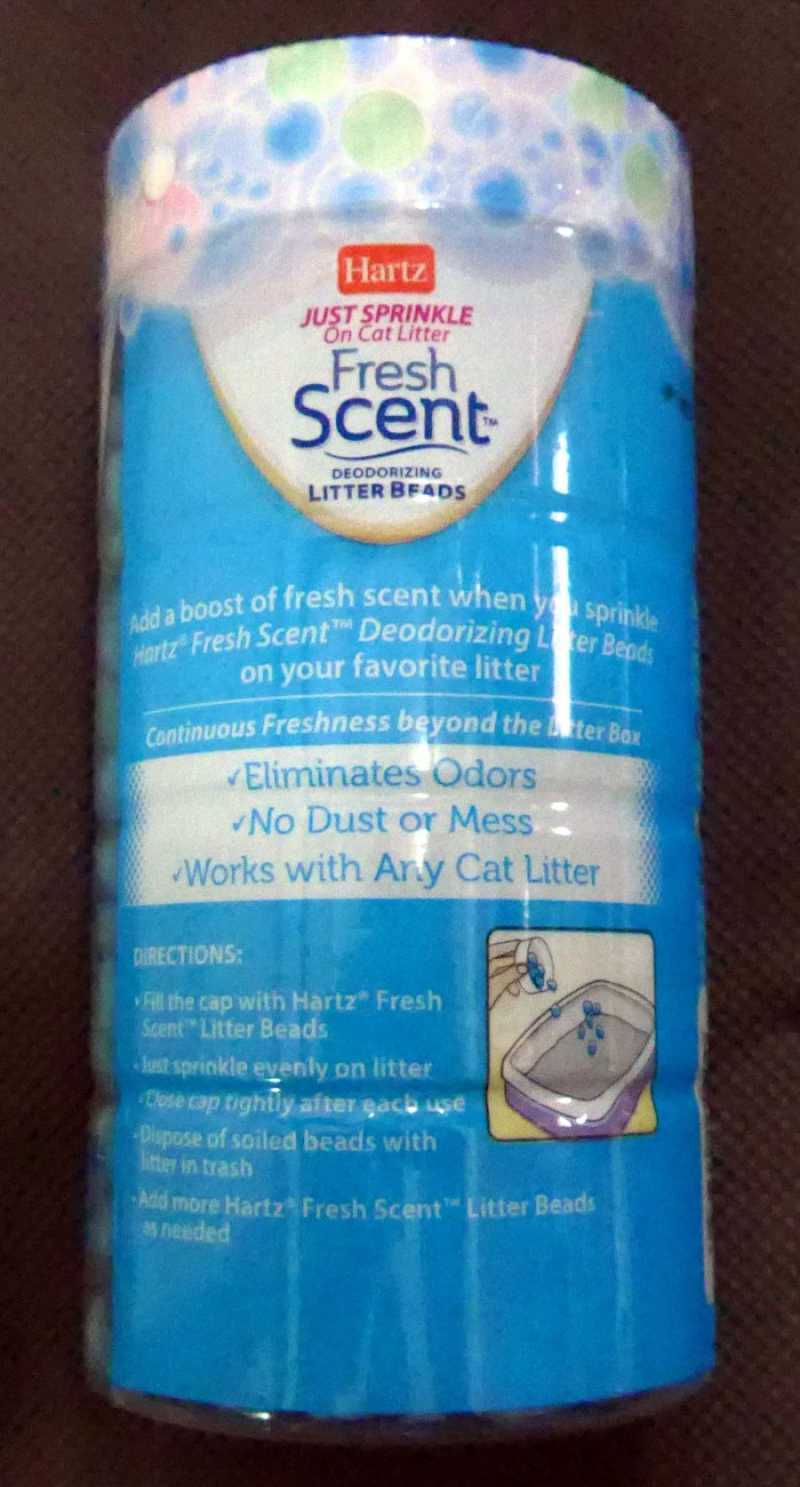 Hartz
JUST SPRINKLE
On Cat Litter
Fresh
Scent™
DEODORIZING
LITTER BEADS
Add a boost of fresh scent when you sprinkle
Hartz® Fresh Scent™ Deodorizing Litter Beads
on your favorite litter
Continuous Freshness beyond the Litter Box
✓Eliminates Odors
✓No Dust or Mess
✓Works with Any Cat Litter
DIRECTIONS:
• Fill the cap with Hartz® Fresh
Scent™ Litter Beads
• Just sprinkle evenly on litter
• Close cap tightly after each use
• Dispose of soiled beads with
litter in trash
• Add more Hartz® Fresh Scent™ Litter Beads
as needed